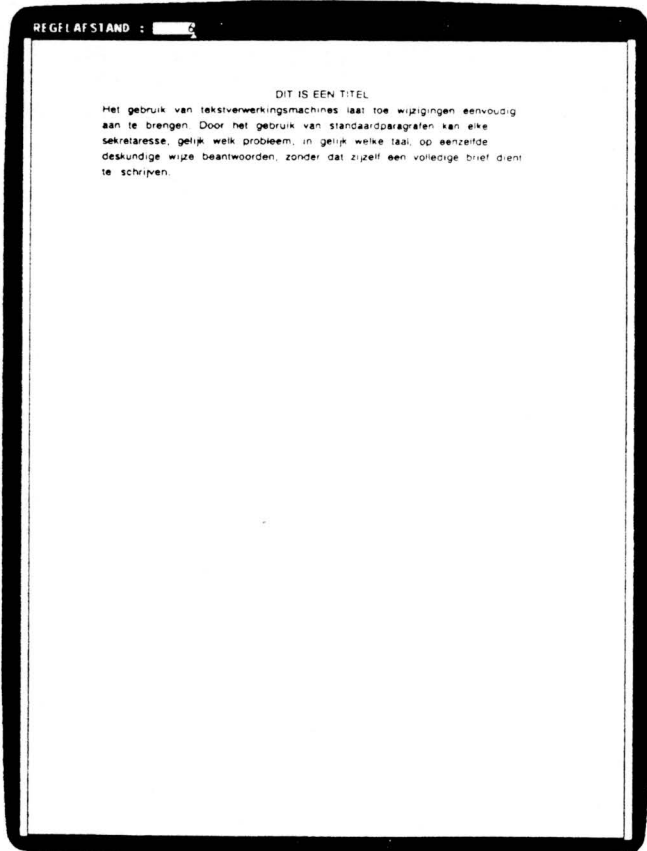 REGELAFSTAND : 6
DIT IS EEN TITEL
Het gebruik van tekstverwerkingsmachines laat toe wijzigingen eenvoudig
aan te brengen. Door het gebruik van standaardparagrafen kan elke
sekretaresse, gelijk welk probleem, in gelijk welke taal, op eenzelfde
deskundige wijze beantwoorden, zonder dat zijzelf een volledige brief dient
te schrijven.